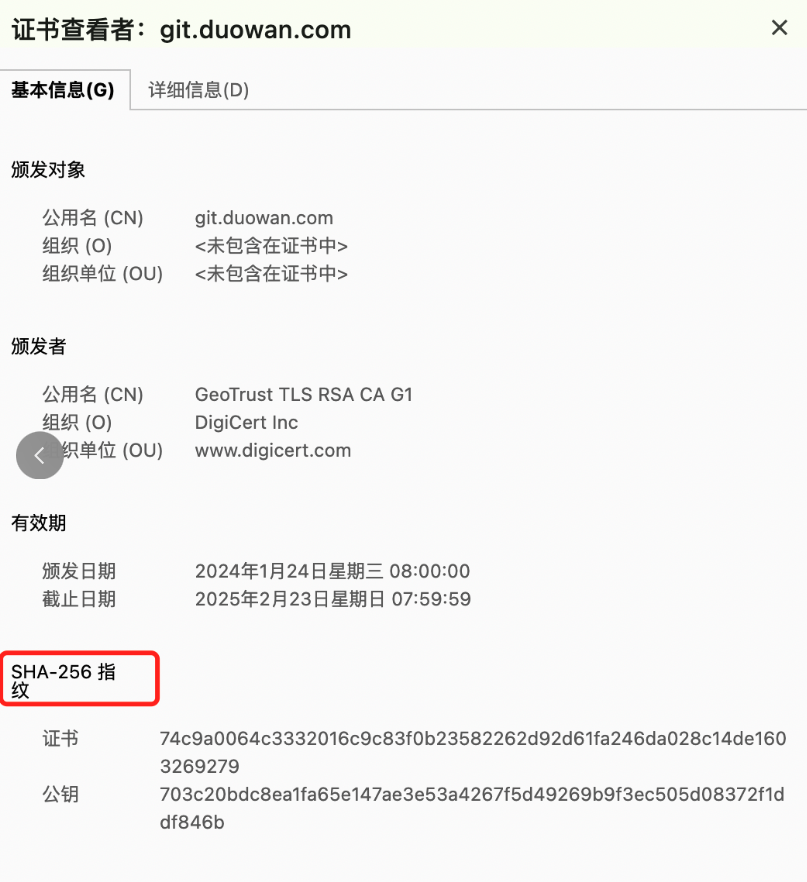 证书查看者：git.duowan.com
基本信息(G) 详细信息(D)
颁发对象
公用名 (CN) git.duowan.com
组织 (O) <未包含在证书中>
组织单位 (OU) <未包含在证书中>
颁发者
公用名 (CN) GeoTrust TLS RSA CA G1
组织 (O) DigiCert Inc
织单位 (OU) www.digicert.com
有效期
颁发日期 2024年1月24日星期三 08:00:00
截止日期 2025年2月23日星期日 07:59:59
SHA-256 指
纹
证书 74c9a0064c3332016c9c83f0b23582262d92d61fa246da028c14de160
3269279
公钥 703c20bdc8ea1fa65e147ae3e53a4267f5d49269b9f3ec505d08372f1d
df846b